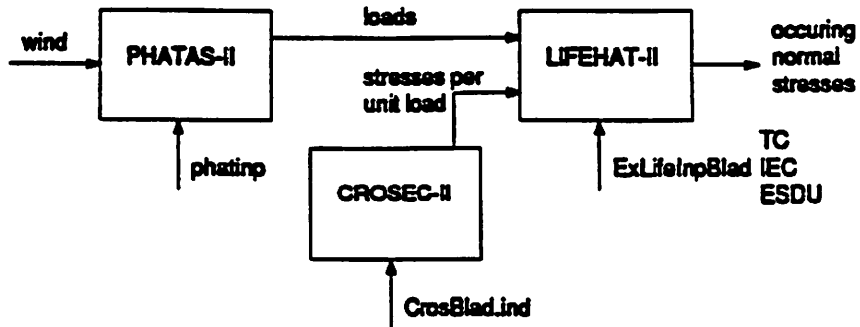 loads
wind
PHATAS-II
LIFEHAT-II
occuring
normal
stresses
stresses per
unit load
phatinp
CROSEC-II
ExLifeInpBlad
TC
IEC
ESDU
CrosBlad.ind